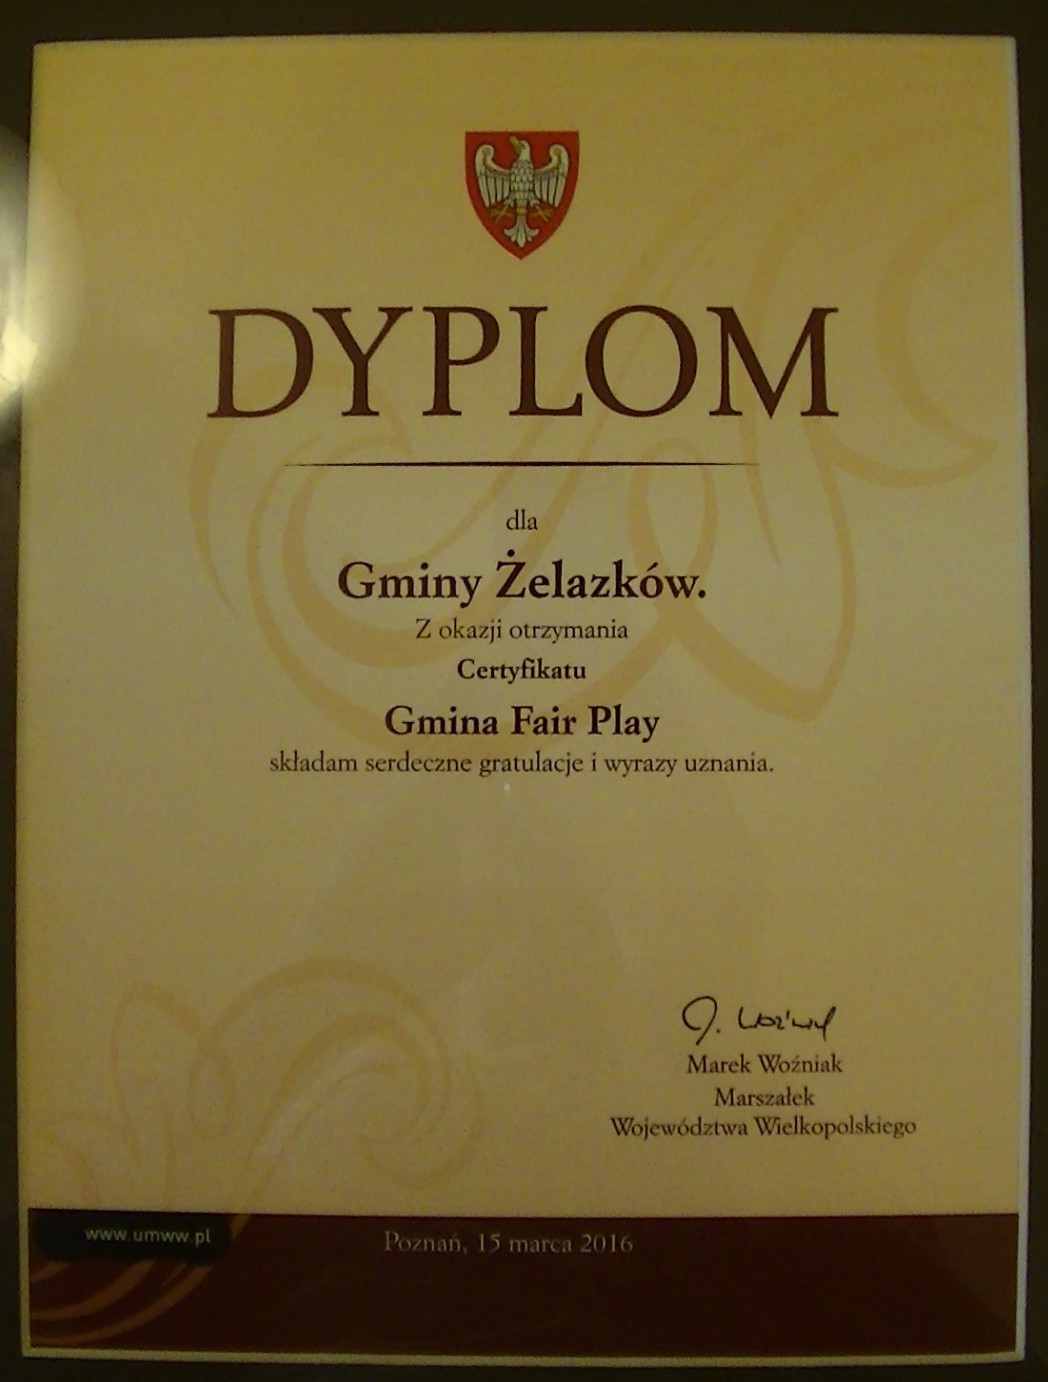 DYPLOM
dla
Gminy Żelazków.
Z okazji otrzymania
Certyfikatu
Gmina Fair Play
składam serdeczne gratulacje i wyrazy uznania.
Marek Woźniak
Marszałek
Województwa Wielkopolskiego
www.umww.pl
Poznań, 15 marca 2016